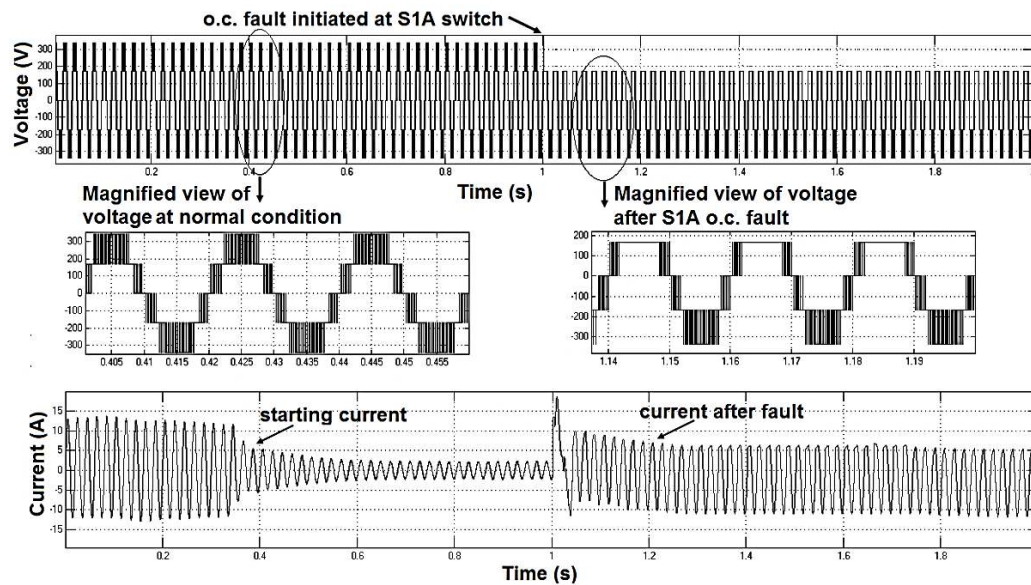 o.c. fault initiated at S1A switch
Voltage (V)
300
200
100
0
-100
-200
-300
0.2 0.4 0.6 0.8 1 1.2 1.4 1.6 1.8 2
Time (s)
Magnified view of
voltage at normal condition
Magnified view of voltage
after S1A o.c. fault
300
200
100
0
-100
-200
-300
0.405 0.415 0.42 0.425 0.43 0.435 0.44 0.445 0.45 0.455
200
100
0
-100
-200
-300
1.14 1.15 1.16 1.17 1.18 1.19
Current (A)
15
10
5
0
-5
-10
-15
starting current
current after fault
0.2 0.4 0.6 0.8 1 1.2 1.4 1.6 1.8 2
Time (s)